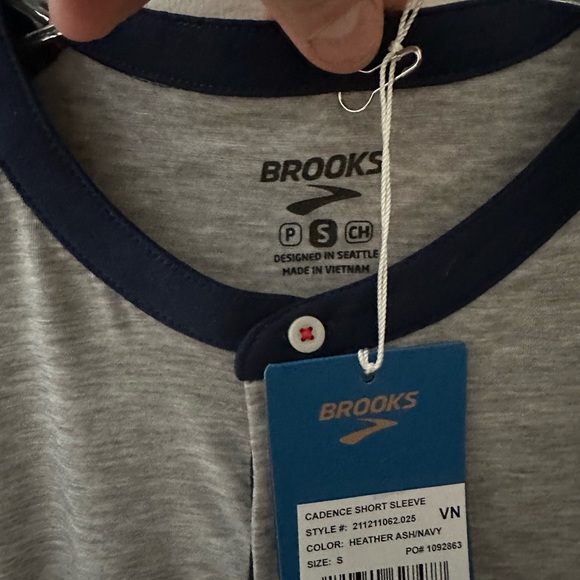 BROOKS
P S CH
DESIGNED IN SEATTLE
MADE IN VIETNAM
BROOKS
CADENCE SHORT SLEEVE
STYLE #: 211211062.025 VN
COLOR: HEATHER ASH/NAVY
SIZE: S PO# 1092863